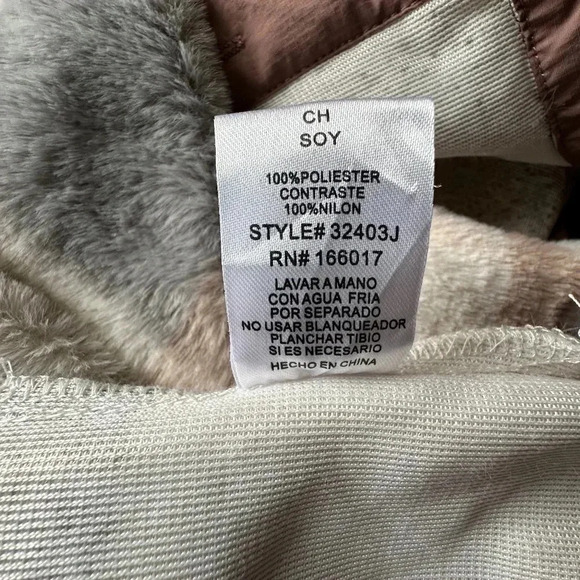 CH
SOY
100%POLIESTER
CONTRASTE
100%NILON
STYLE# 32403J
RN# 166017
LAVAR A MANO
CON AGUA FRIA
POR SEPARADO
NO USAR BLANQUEADOR
PLANCHAR TIBIO
SI ES NECESARIO
HECHO EN CHINA